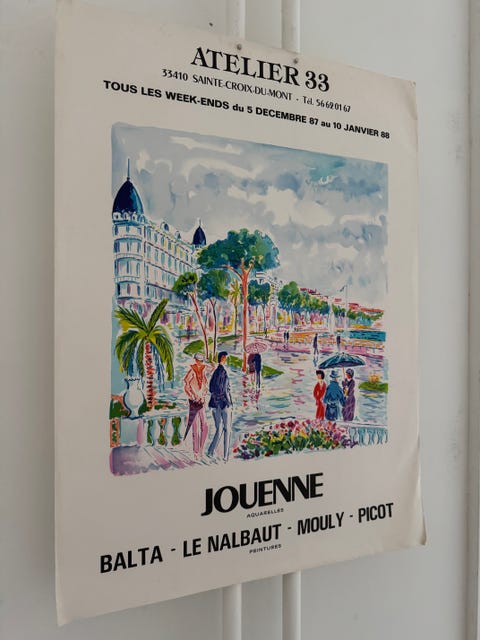 ATELIER 33
33410 SAINTE-CROIX-DU-MONT - Tél. 56 62 01 67
TOUS LES WEEK-ENDS du 5 DECEMBRE 87 au 10 JANVIER 88
JOUENNE
AQUARELLES
BALTA - LE NALBAUT - MOULY - PICOT
PEINTURES